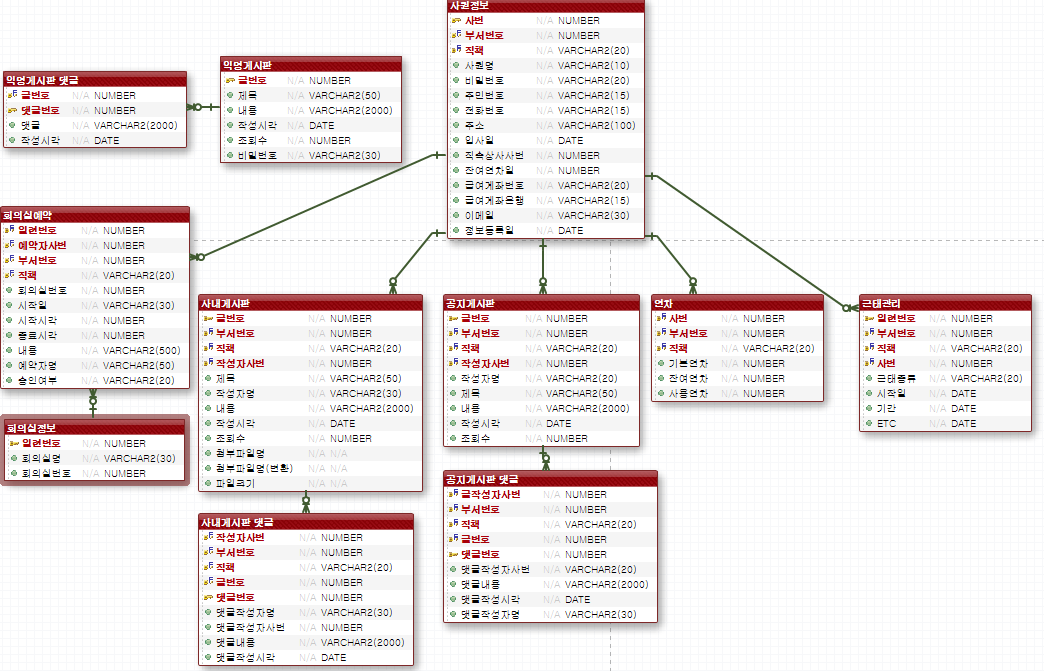 사원정보
사번 N/A NUMBER
부서번호 N/A NUMBER
직책 N/A VARCHAR2(20)
사원명 N/A VARCHAR2(10)
비밀번호 N/A VARCHAR2(20)
주민번호 N/A VARCHAR2(15)
전화번호 N/A VARCHAR2(15)
주소 N/A VARCHAR2(100)
입사일 N/A DATE
직속상사사번 N/A NUMBER
잔여연차일 N/A NUMBER
급여계좌번호 N/A VARCHAR2(20)
급여계좌은행 N/A VARCHAR2(15)
이메일 N/A VARCHAR2(30)
정보등록일 N/A DATE
익명게시판
글번호 N/A NUMBER
제목 N/A VARCHAR2(50)
내용 N/A VARCHAR2(2000)
작성시각 N/A DATE
조회수 N/A NUMBER
비밀번호 N/A VARCHAR2(30)
익명게시판 댓글
글번호 N/A NUMBER
댓글번호 N/A NUMBER
댓글 N/A VARCHAR2(2000)
작성시각 N/A DATE
회의실예약
일련번호 N/A NUMBER
예약자사번 N/A NUMBER
부서번호 N/A NUMBER
직책 N/A VARCHAR2(20)
회의실번호 N/A NUMBER
시작일 N/A VARCHAR2(30)
시작시각 N/A NUMBER
종료시각 N/A NUMBER
내용 N/A VARCHAR2(500)
예약자명 N/A VARCHAR2(50)
승인여부 N/A VARCHAR2(20)
회의실정보
일련번호 N/A NUMBER
회의실명 N/A VARCHAR2(30)
회의실번호 N/A NUMBER
사내게시판
글번호 N/A NUMBER
부서번호 N/A NUMBER
직책 N/A VARCHAR2(20)
작성자사번 N/A NUMBER
제목 N/A VARCHAR2(50)
작성자명 N/A VARCHAR2(30)
내용 N/A VARCHAR2(2000)
작성시각 N/A DATE
조회수 N/A NUMBER
첨부파일명 N/A N/A
첨부파일명(변환) N/A N/A
파일크기 N/A N/A
공지게시판
글번호 N/A NUMBER
부서번호 N/A NUMBER
직책 N/A VARCHAR2(20)
작성자사번 N/A NUMBER
작성자명 N/A VARCHAR2(20)
제목 N/A VARCHAR2(50)
내용 N/A VARCHAR2(2000)
작성시각 N/A DATE
조회수 N/A NUMBER
연차
사번 N/A NUMBER
부서번호 N/A NUMBER
직책 N/A VARCHAR2(20)
기본연차 N/A NUMBER
잔여연차 N/A NUMBER
사용연차 N/A NUMBER
근태관리
일련번호 N/A NUMBER
부서번호 N/A NUMBER
직책 N/A VARCHAR2(20)
사번 N/A NUMBER
근태종류 N/A VARCHAR2(20)
시작일 N/A DATE
기간 N/A DATE
ETC N/A DATE
사내게시판 댓글
작성자사번 N/A NUMBER
부서번호 N/A NUMBER
직책 N/A VARCHAR2(20)
글번호 N/A NUMBER
댓글번호 N/A NUMBER
댓글작성자명 N/A VARCHAR2(30)
댓글작성자사번 N/A NUMBER
댓글내용 N/A VARCHAR2(2000)
댓글작성시각 N/A DATE
공지게시판 댓글
글작성자사번 N/A NUMBER
부서번호 N/A NUMBER
직책 N/A VARCHAR2(20)
글번호 N/A NUMBER
댓글번호 N/A NUMBER
댓글작성자사번 N/A VARCHAR2(20)
댓글내용 N/A VARCHAR2(2000)
댓글작성시각 N/A DATE
댓글작성자명 N/A VARCHAR2(30)